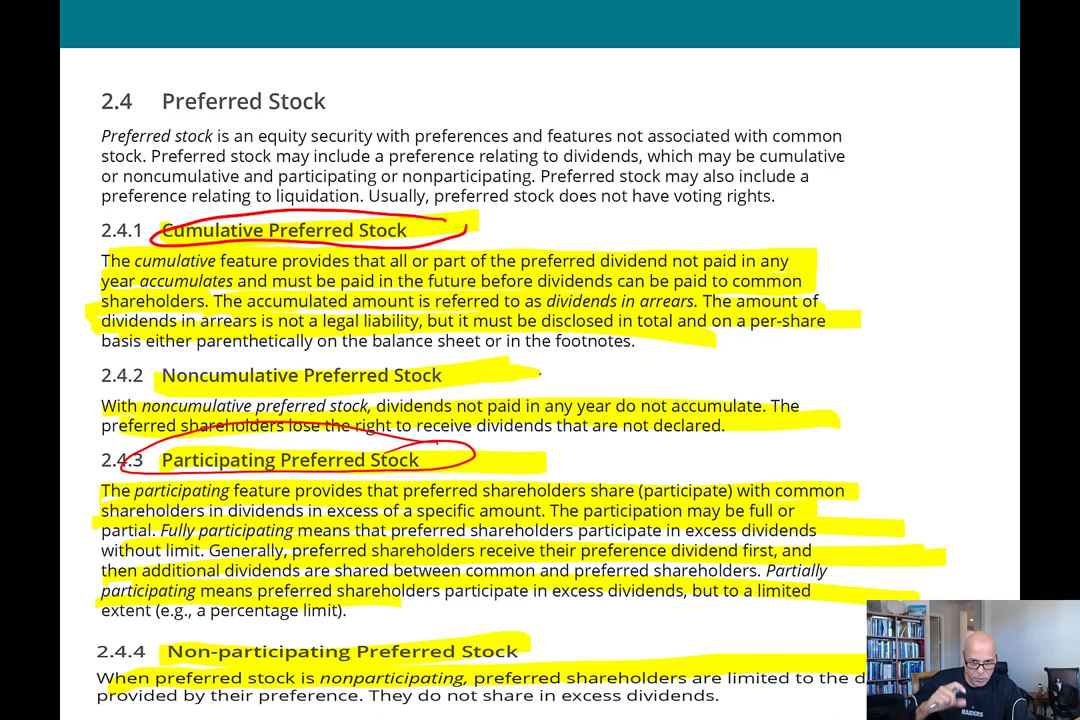 2.4 Preferred Stock
Preferred stock is an equity security with preferences and features not associated with common
stock. Preferred stock may include a preference relating to dividends, which may be cumulative
or noncumulative and participating or nonparticipating. Preferred stock may also include a
preference relating to liquidation. Usually, preferred stock does not have voting rights.
2.4.1 Cumulative Preferred Stock
The cumulative feature provides that all or part of the preferred dividend not paid in any
year accumulates and must be paid in the future before dividends can be paid to common
shareholders. The accumulated amount is referred to as dividends in arrears. The amount of
dividends in arrears is not a legal liability, but it must be disclosed in total and on a per-share
basis either parenthetically on the balance sheet or in the footnotes.
2.4.2 Noncumulative Preferred Stock
With noncumulative preferred stock, dividends not paid in any year do not accumulate. The
preferred shareholders lose the right to receive dividends that are not declared.
2.4.3 Participating Preferred Stock
The participating feature provides that preferred shareholders share (participate) with common
shareholders in dividends in excess of a specific amount. The participation may be full or
partial. Fully participating means that preferred shareholders participate in excess dividends
without limit. Generally, preferred shareholders receive their preference dividend first, and
then additional dividends are shared between common and preferred shareholders. Partially
participating means preferred shareholders participate in excess dividends, but to a limited
extent (e.g., a percentage limit).
2.4.4 Non-participating Preferred Stock
When preferred stock is nonparticipating, preferred shareholders are limited to the
provided by their preference. They do not share in excess dividends.
RAIDERS